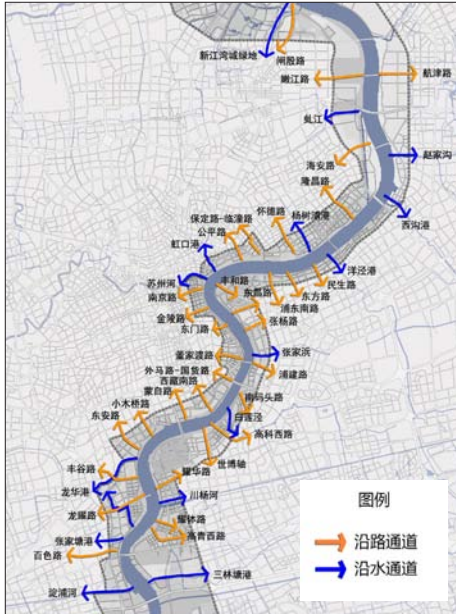 新江湾城绿地
闸殷路
嫩江路
航津路
虬江
赵家沟
海安路
隆昌路
西沟港
怀德路
杨树浦港
保定路-临潼路
公平路
虹口港
洋泾港
民生路
苏州河
丰和路
东昌路
东方路
南京路
浦东南路
金陵路
张杨路
东门路
董家渡路
张家浜
外马路-国货路
浦建路
西藏南路
蒙自路
南码头路
小木桥路
白莲泾
东安路
高科西路
世博轴
丰谷路
耀华路
龙华港
川杨河
龙耀路
耀体路
张家塘港
高青西路
百色路
三林塘港
淀浦河
图例
沿路通道
沿水通道